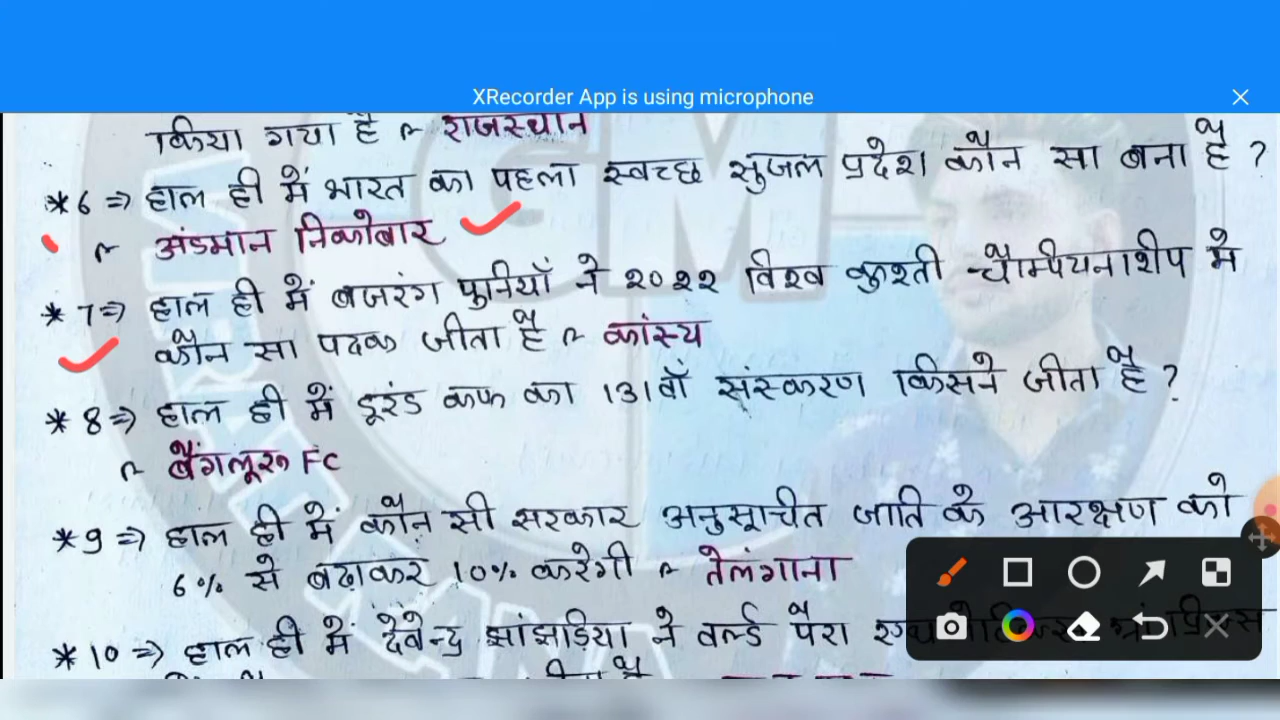 XRecorder App is using microphone
किया गया है ~ राजस्थान
*6 => हाल ही में भारत का पहला स्वच्छ सुजल प्रदेश कौन सा बना है ?
~ अंडमान निकोबार
* 7=> हाल ही में बजरंग पुनियाँ ने 2022 विश्व कुश्ती चैम्पियनाशीप में
कौन सा पदक जीता है ~ कांस्य
* 8=> हाल ही में डूरंड कफ का 131वाँ संस्करण किसने जीता है ?
~ बैंगलूरू FC
*9 => हाल ही में कौन सी सरकार अनुसूचित जाति के आरक्षण को
6% से बढ़ाकर 10% करेगी ~ तेलंगाना
*10 => हाल ही में देवेन्द्र झांझड़िया ने वर्ल्ड पैरा